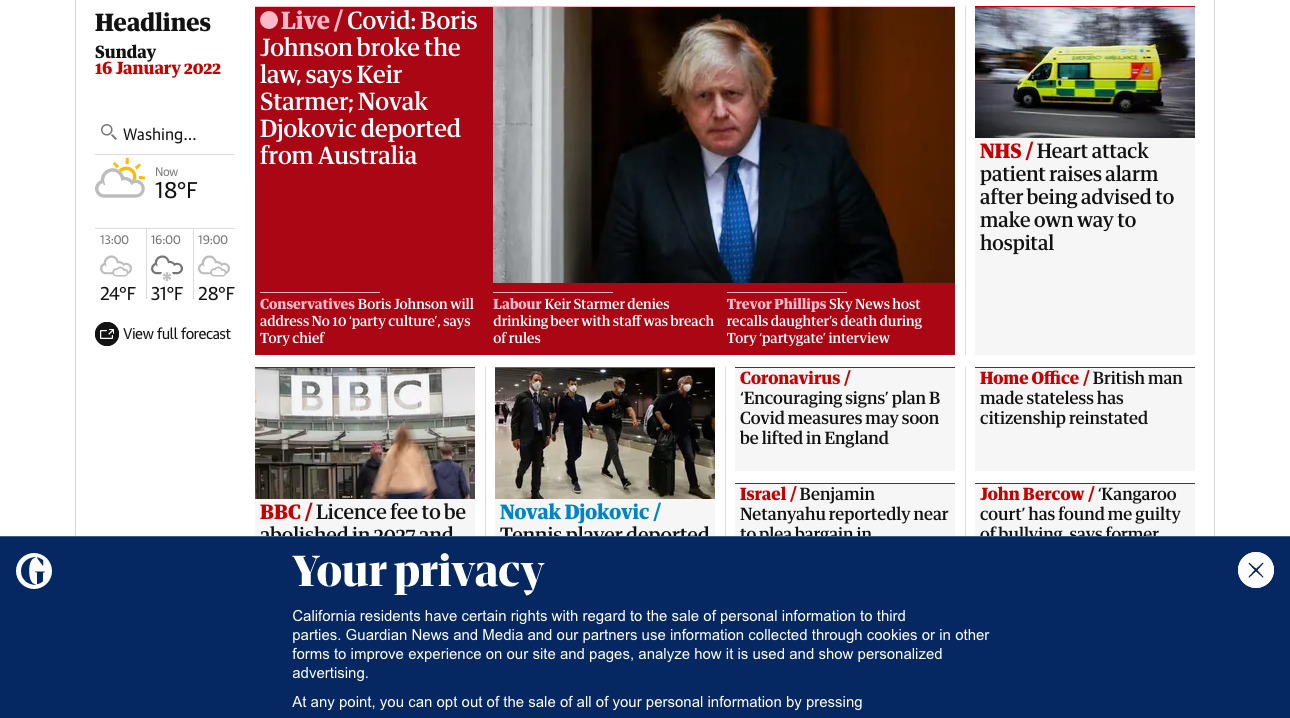 Headlines
Sunday
16 January 2022
Washing...
Now
18°F
13:00
16:00
19:00
24°F
31°F
28°F
View full forecast
Live / Covid: Boris
Johnson broke the
law, says Keir
Starmer; Novak
Djokovic deported
from Australia
Conservatives Boris Johnson will
address No 10 ‘party culture’, says
Tory chief
Labour Keir Starmer denies
drinking beer with staff was breach
of rules
Trevor Phillips Sky News host
recalls daughter’s death during
Tory ‘partygate’ interview
EMERGENCY AMBULANCE
NHS / Heart attack
patient raises alarm
after being advised to
make own way to
hospital
BBC
BBC / Licence fee to be
abolished in 2027 and
Novak Djokovic /
Tennis player deported
Coronavirus /
‘Encouraging signs’ plan B
Covid measures may soon
be lifted in England
Israel / Benjamin
Netanyahu reportedly near
to plea bargain in
Home Office / British man
made stateless has
citizenship reinstated
John Bercow / ‘Kangaroo
court’ has found me guilty
of bullying, says former
G
Your privacy
California residents have certain rights with regard to the sale of personal information to third
parties. Guardian News and Media and our partners use information collected through cookies or in other
forms to improve experience on our site and pages, analyze how it is used and show personalized
advertising.
At any point, you can opt out of the sale of all of your personal information by pressing